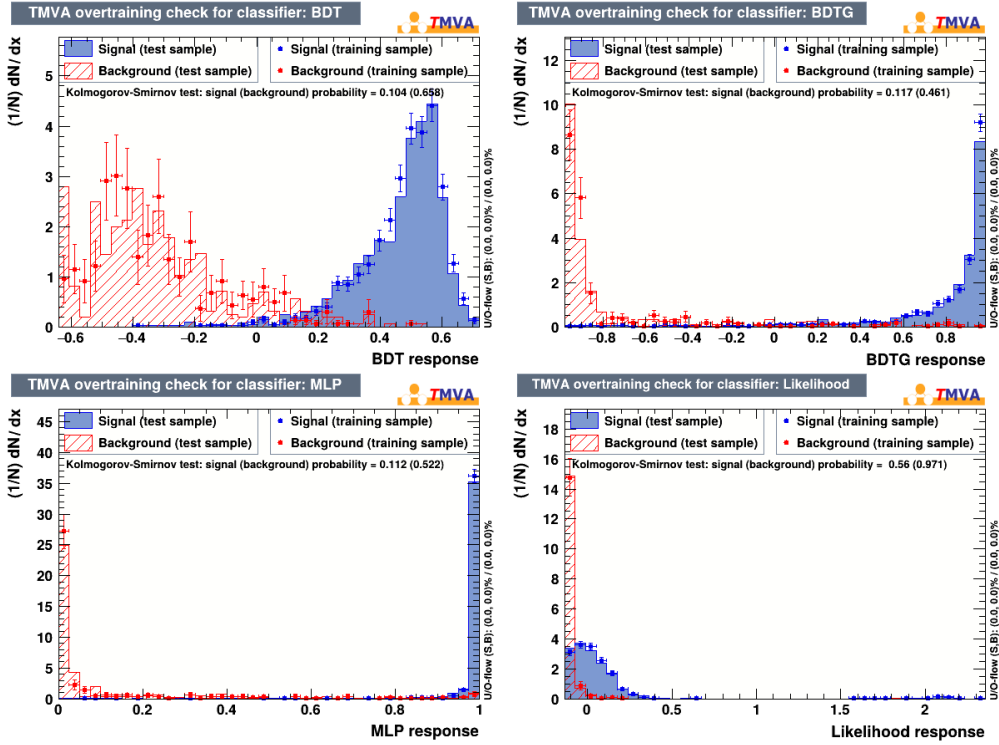 TMVA overtraining check for classifier: BDT
TMVA
(1/N) dN/ dx
Signal (test sample)
Background (test sample)
Signal (training sample)
Background (training sample)
Kolmogorov-Smirnov test: signal (background) probability = 0.104 (0.658)
5
4
3
2
1
0
U/O-flow (S,B): (0.0, 0.0)% / (0.0, 0.0)%
-0.6 -0.4 -0.2 0 0.2 0.4 0.6
BDT response
TMVA overtraining check for classifier: BDTG
TMVA
(1/N) dN/ dx
Signal (test sample)
Background (test sample)
Signal (training sample)
Background (training sample)
Kolmogorov-Smirnov test: signal (background) probability = 0.117 (0.461)
12
10
8
6
4
2
0
U/O-flow (S,B): (0.0, 0.0)% / (0.0, 0.0)%
-0.8 -0.6 -0.4 -0.2 0 0.2 0.4 0.6 0.8
BDTG response
TMVA overtraining check for classifier: MLP
TMVA
(1/N) dN/ dx
Signal (test sample)
Background (test sample)
Signal (training sample)
Background (training sample)
Kolmogorov-Smirnov test: signal (background) probability = 0.112 (0.522)
45
40
35
30
25
20
15
10
5
0
U/O-flow (S,B): (0.0, 0.0)% / (0.0, 0.0)%
0 0.2 0.4 0.6 0.8 1
MLP response
TMVA overtraining check for classifier: Likelihood
TMVA
(1/N) dN/ dx
Signal (test sample)
Background (test sample)
Signal (training sample)
Background (training sample)
Kolmogorov-Smirnov test: signal (background) probability = 0.56 (0.971)
18
16
14
12
10
8
6
4
2
0
U/O-flow (S,B): (0.0, 0.0)% / (0.0, 0.0)%
0 0.5 1 1.5 2
Likelihood response